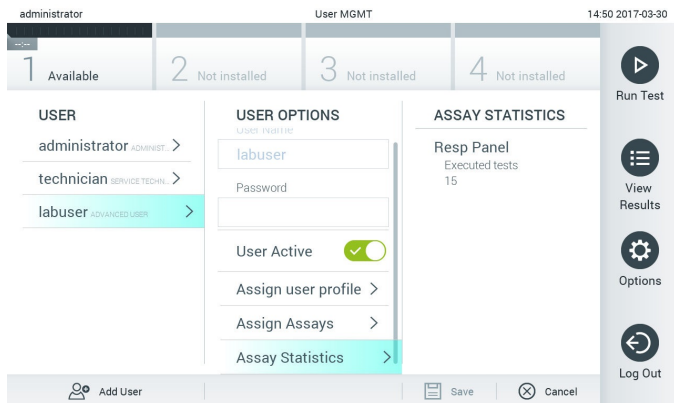 administrator
User MGMT
14:50 2017-03-30
--:--
1 Available
2 Not installed
3 Not installed
4 Not installed
Run Test
View
Results
Options
Log Out
USER
administrator ADMINIST...
technician SERVICE TECHN...
labuser ADVANCED USER
USER OPTIONS
User Name
labuser
Password
User Active
Assign user profile
Assign Assays
Assay Statistics
ASSAY STATISTICS
Resp Panel
Executed tests
15
Add User
Save
Cancel